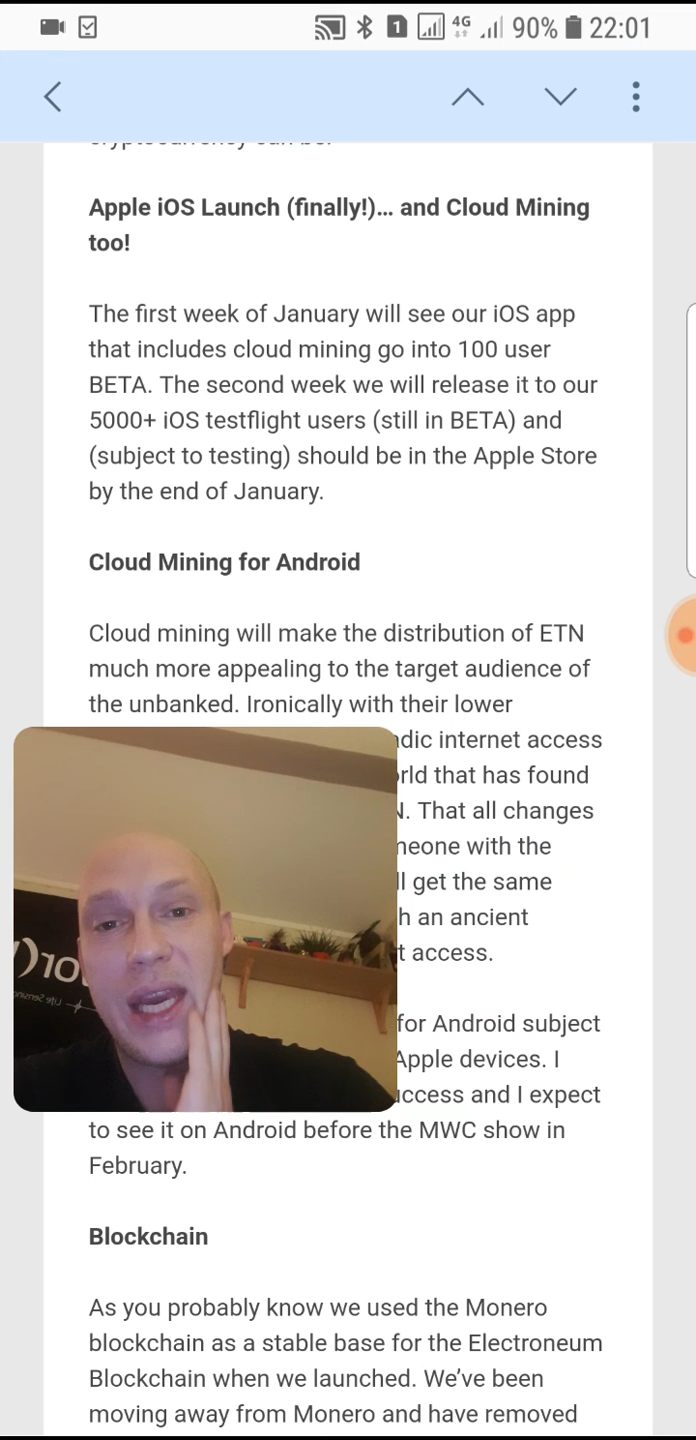 1 4G 90% 22:01
Apple iOS Launch (finally!)... and Cloud Mining
too!
The first week of January will see our iOS app
that includes cloud mining go into 100 user
BETA. The second week we will release it to our
5000+ iOS testflight users (still in BETA) and
(subject to testing) should be in the Apple Store
by the end of January.
Cloud Mining for Android
Cloud mining will make the distribution of ETN
much more appealing to the target audience of
the unbanked. Ironically with their lower
internet access
that has found
That all changes
with the
get the same
an ancient
access.
for Android subject
Apple devices. I
and I expect
to see it on Android before the MWC show in
February.
Blockchain
As you probably know we used the Monero
blockchain as a stable base for the Electroneum
Blockchain when we launched. We've been
moving away from Monero and have removed